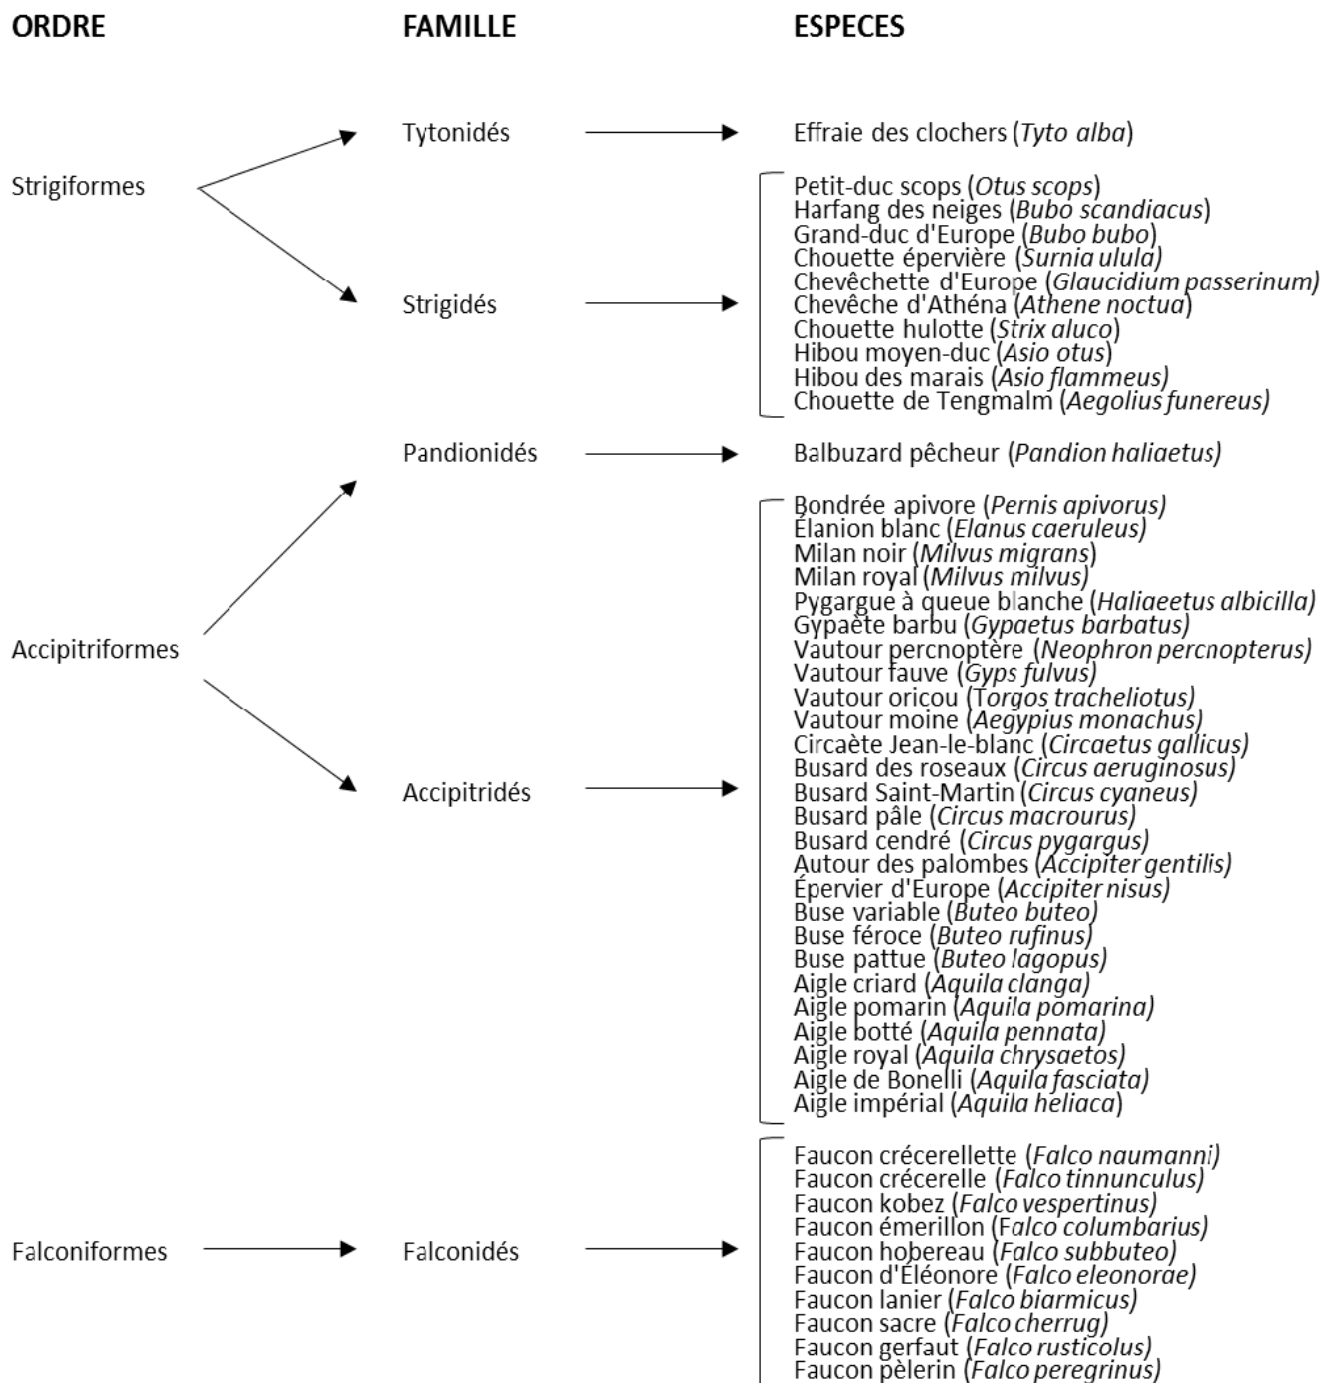 ORDRE FAMILLE ESPECES
Tytonidés Effraie des clochers (Tyto alba)
Strigiformes
Petit-duc scops (Otus scops)
Harfang des neiges (Bubo scandiacus)
Grand-duc d'Europe (Bubo bubo)
Chouette épervière (Surnia ulula)
Chevêchette d'Europe (Glaucidium passerinum)
Strigidés
Chevêche d'Athéna (Athene noctua)
Chouette hulotte (Strix aluco)
Hibou moyen-duc (Asio otus)
Hibou des marais (Asio flammeus)
Chouette de Tengmalm (Aegolius funereus)
Pandionidés Balbuzard pêcheur (Pandion haliaetus)
Bondrée apivore (Pernis apivorus)
Élanion blanc (Elanus caeruleus)
Milan noir (Milvus migrans)
Milan royal (Milvus milvus)
Pygargue à queue blanche (Haliaeetus albicilla)
Gypaète barbu (Gypaetus barbatus)
Accipitriformes
Vautour percnoptère (Neophron percnopterus)
Vautour fauve (Gyps fulvus)
Vautour oricou (Torgos tracheliotus)
Vautour moine (Aegypius monachus)
Circaète Jean-le-blanc (Circaetus gallicus)
Busard des roseaux (Circus aeruginosus)
Accipitridés
Busard Saint-Martin (Circus cyaneus)
Busard pâle (Circus macrourus)
Busard cendré (Circus pygargus)
Autour des palombes (Accipiter gentilis)
Épervier d'Europe (Accipiter nisus)
Buse variable (Buteo buteo)
Buse féroce (Buteo rufinus)
Buse pattue (Buteo lagopus)
Aigle criard (Aquila clanga)
Aigle pomarin (Aquila pomarina)
Aigle botté (Aquila pennata)
Aigle royal (Aquila chrysaetos)
Aigle de Bonelli (Aquila fasciata)
Aigle impérial (Aquila heliaca)
Faucon crécerellette (Falco naumanni)
Faucon crécerelle (Falco tinnunculus)
Faucon kobez (Falco vespertinus)
Faucon émerillon (Falco columbarius)
Falconiformes Falconidés
Faucon hobereau (Falco subbuteo)
Faucon d'Éléonore (Falco eleonorae)
Faucon lanier (Falco biarmicus)
Faucon sacre (Falco cherrug)
Faucon gerfaut (Falco rusticolus)
Faucon pèlerin (Falco peregrinus)